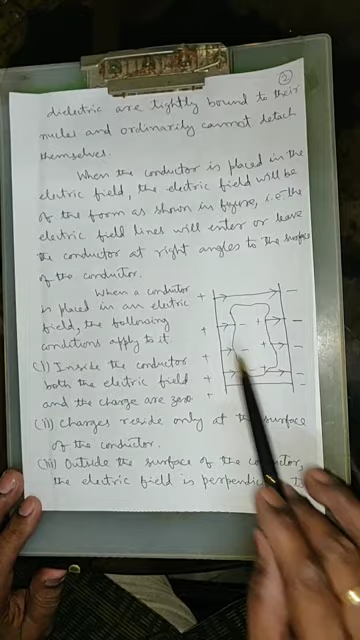 (2)
dielectric are tightly bound to their
nuclei and ordinarily cannot detach
themselves.
When the conductor is placed in the
electric field, the electric field will be
of the form as shown in figure, i.e. the
electric field lines will enter or leave
the conductor at right angles to the surface
of the conductor.
When a conductor
is placed in an electric
field, the following
conditions apply to it.
(i) Inside the conductor
both the electric field
and the charge are zero.
(ii) Charges reside only at the surface
of the conductor.
(iii) Outside the surface of the conductor,
the electric field is perpendicular to